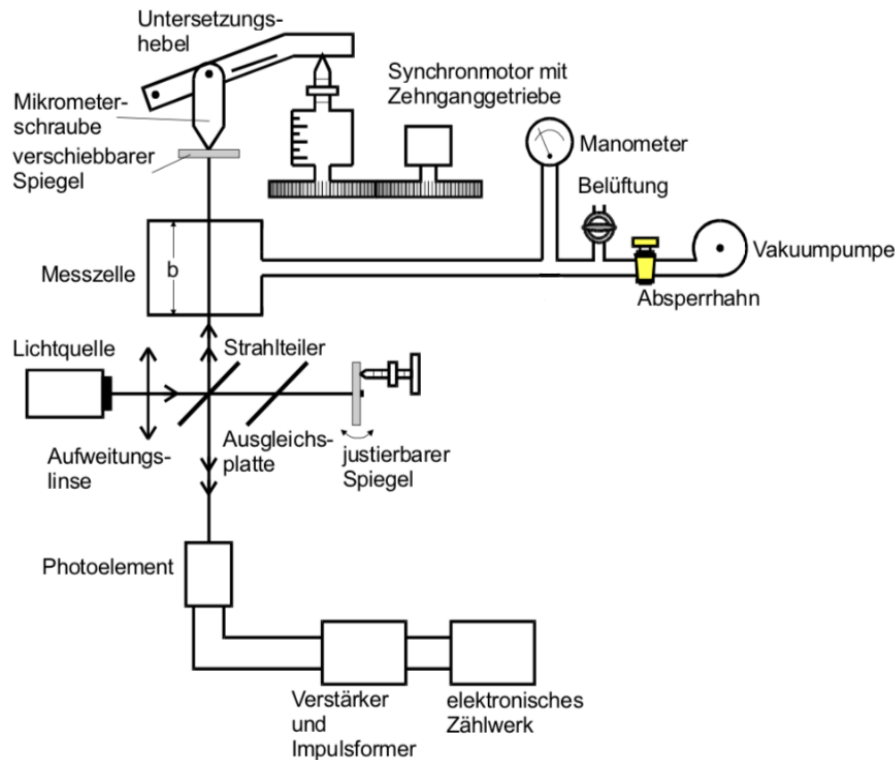 Untersetzungs-
hebel
Synchronmotor mit
Zehnganggetriebe
Mikrometer-
schraube
verschiebbarer
Spiegel
Manometer
Belüftung
Vakuumpumpe
Messzelle
b
Absperrhahn
Lichtquelle
Strahlteiler
Aufweitungs-
linse
Ausgleichs-
platte
justierbarer
Spiegel
Photoelement
Verstärker
und
Impulsformer
elektronisches
Zählwerk